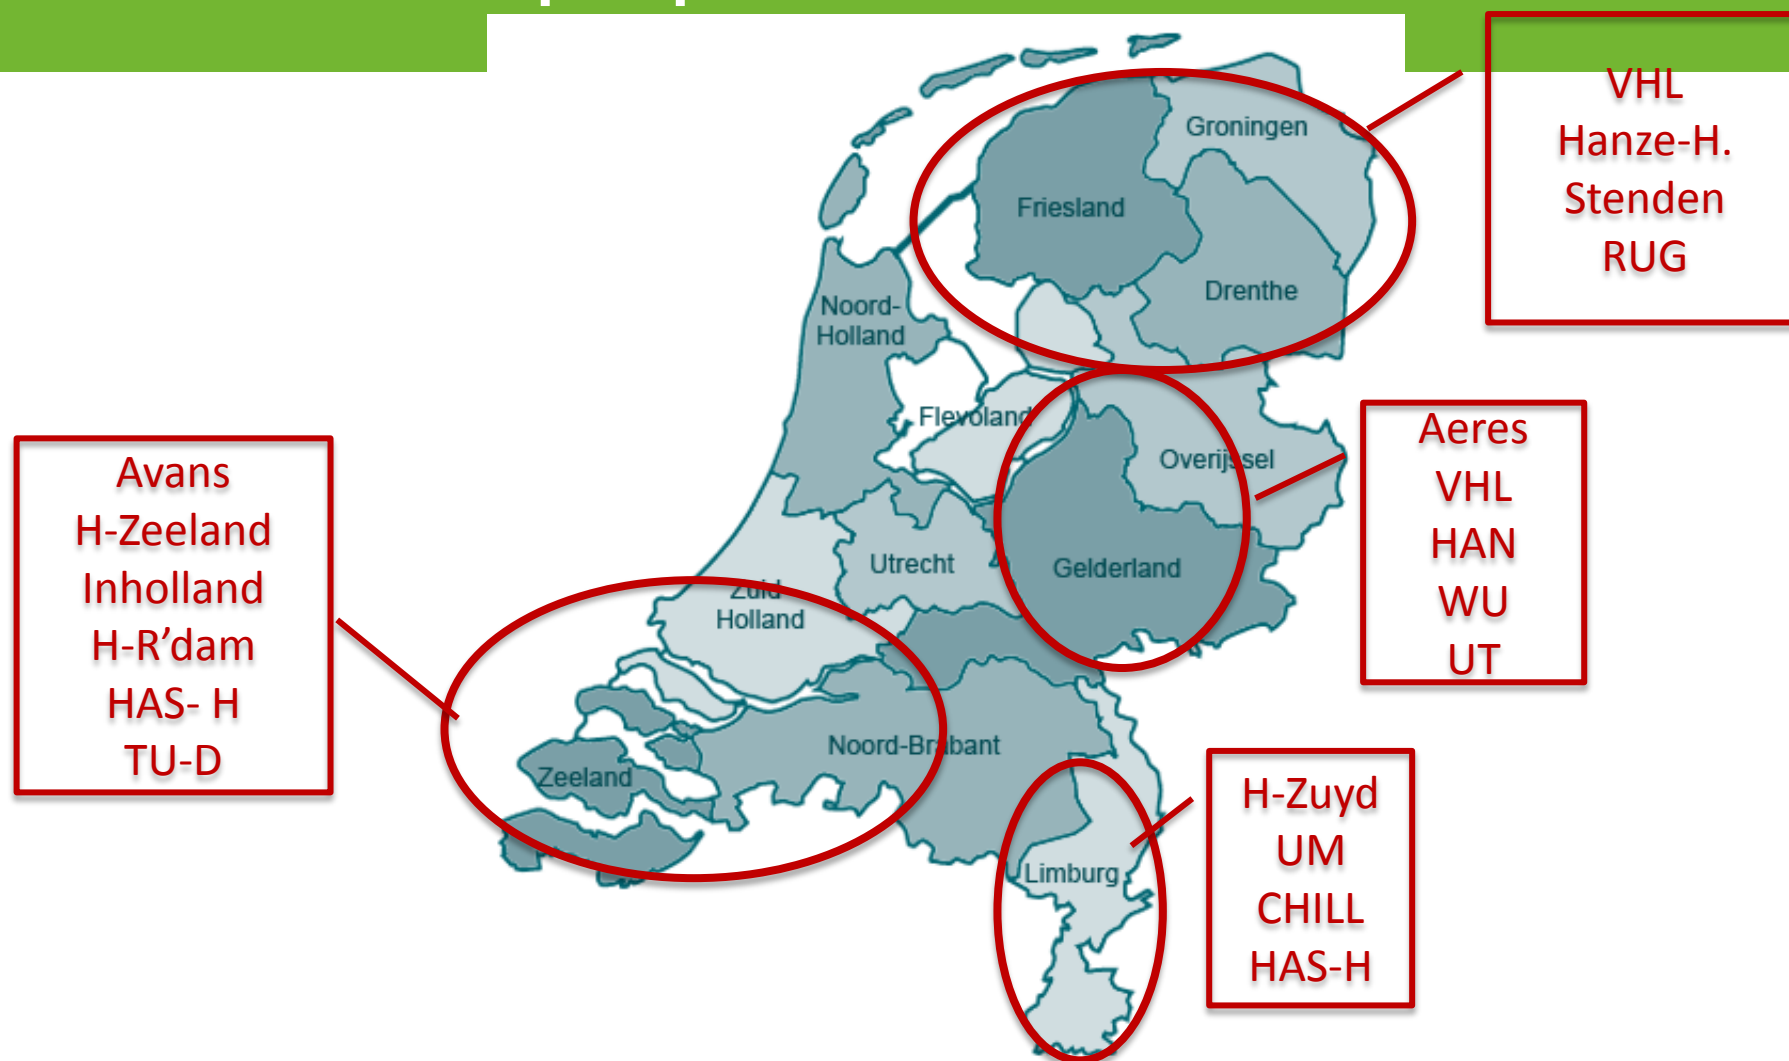 VHL
Hanze-H.
Stenden
RUG
Groningen
Friesland
Drenthe
Noord-
Holland
Flevoland
Overijssel
Aeres
VHL
HAN
WU
UT
Avans
H-Zeeland
Inholland
H-R’dam
HAS- H
TU-D
Utrecht
Gelderland
Zuid
Holland
Noord-Brabant
Zeeland
Limburg
H-Zuyd
UM
CHILL
HAS-H